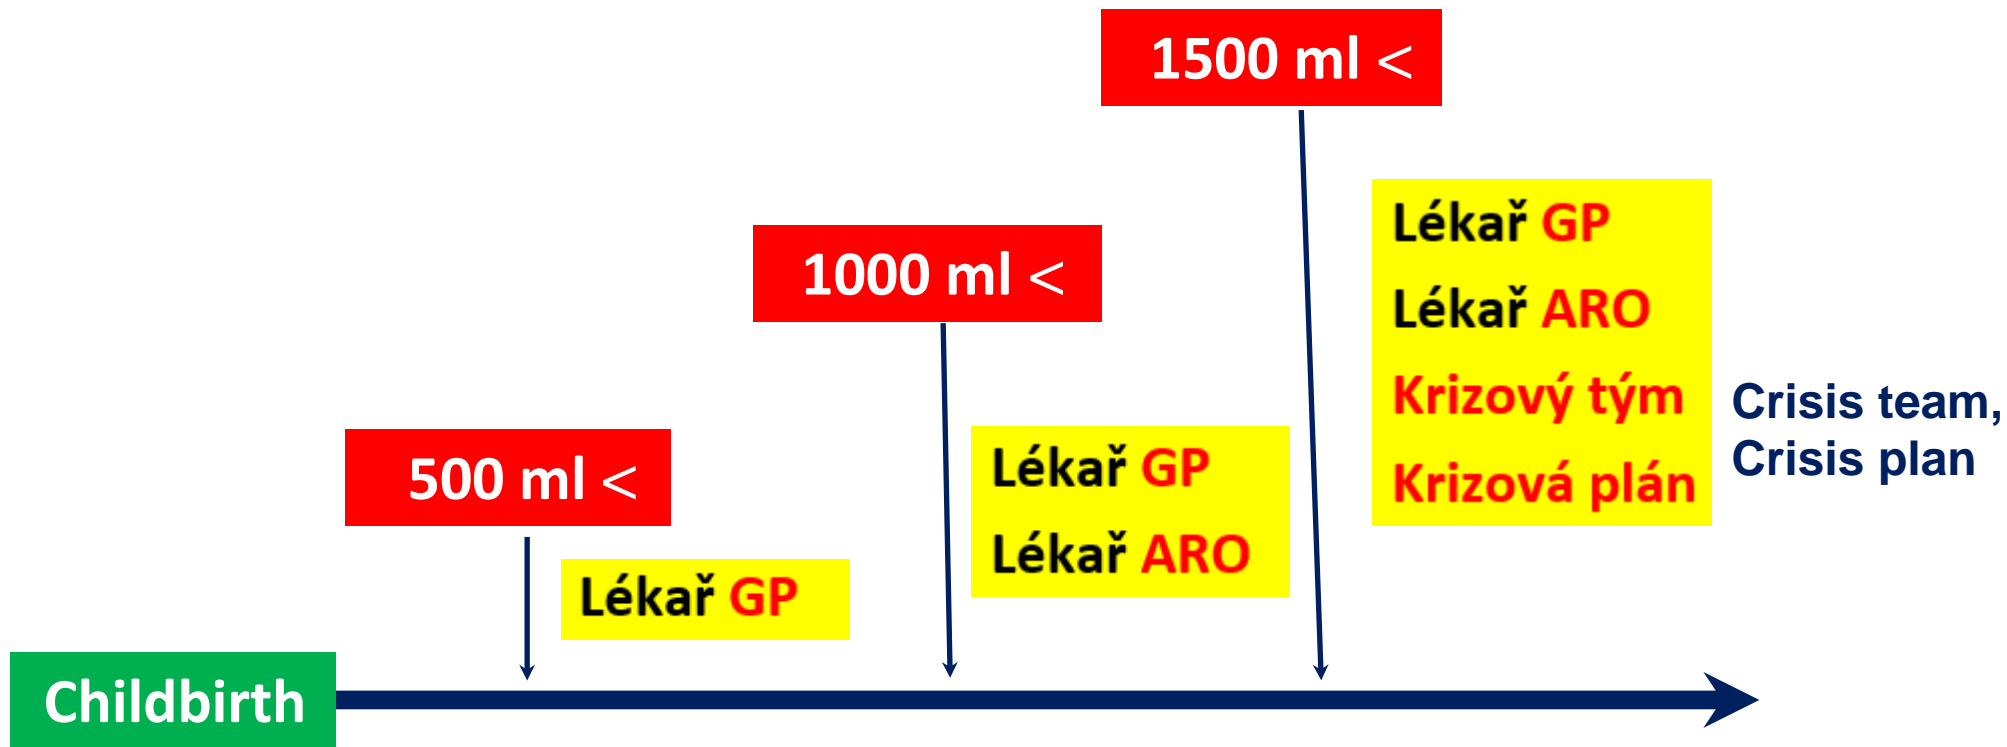 1500 ml <
Lékař GP
Lékař ARO
Krizový tým
Krizová plán
Crisis team,
Crisis plan
1000 ml <
Lékař GP
Lékař ARO
500 ml <
Lékař GP
Childbirth